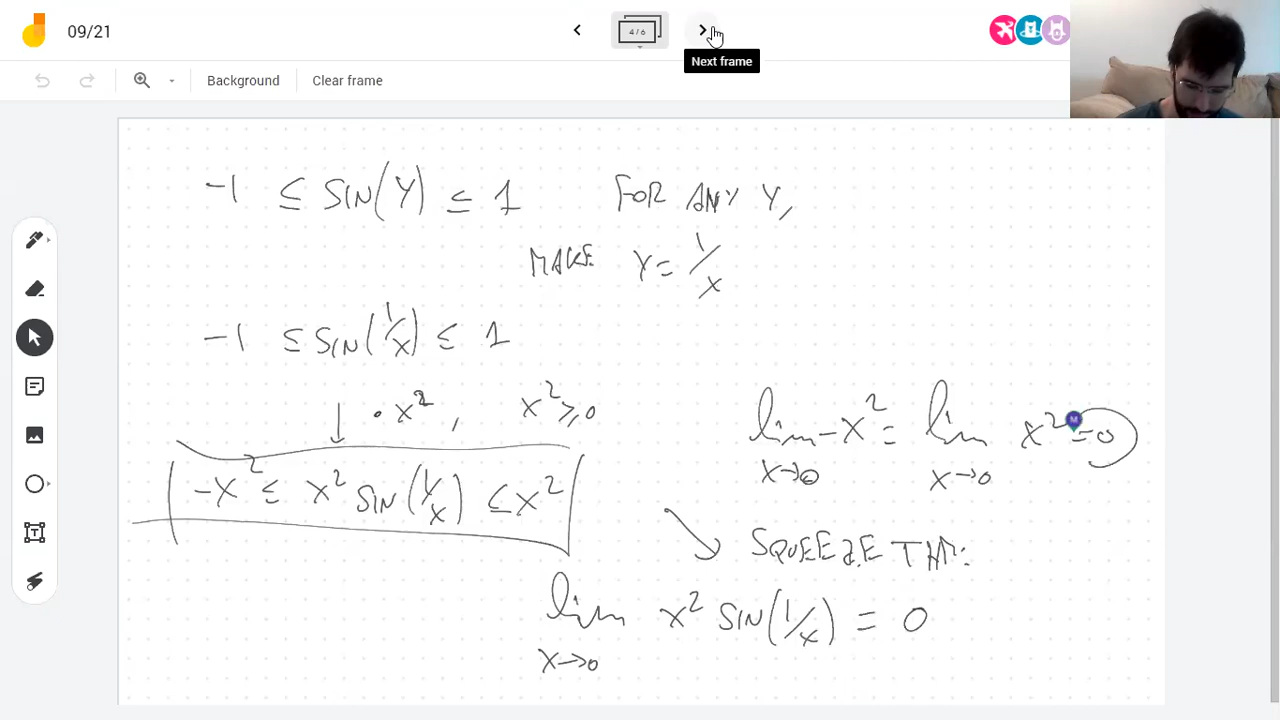 09/21
4 / 6
Next frame
Background
Clear frame
-1 ≤ SIN(Y) ≤ 1 FOR ANY Y,
MAKE Y = 1/X
-1 ≤ SIN(1/X) ≤ 1
↓ • X², X² ≥ 0
-X² ≤ X² SIN(1/X) ≤ X²
lim -X² = lim X² = 0
X→0 X→0
M
SQUEEZE THM:
lim X² SIN(1/X) = 0
X→0